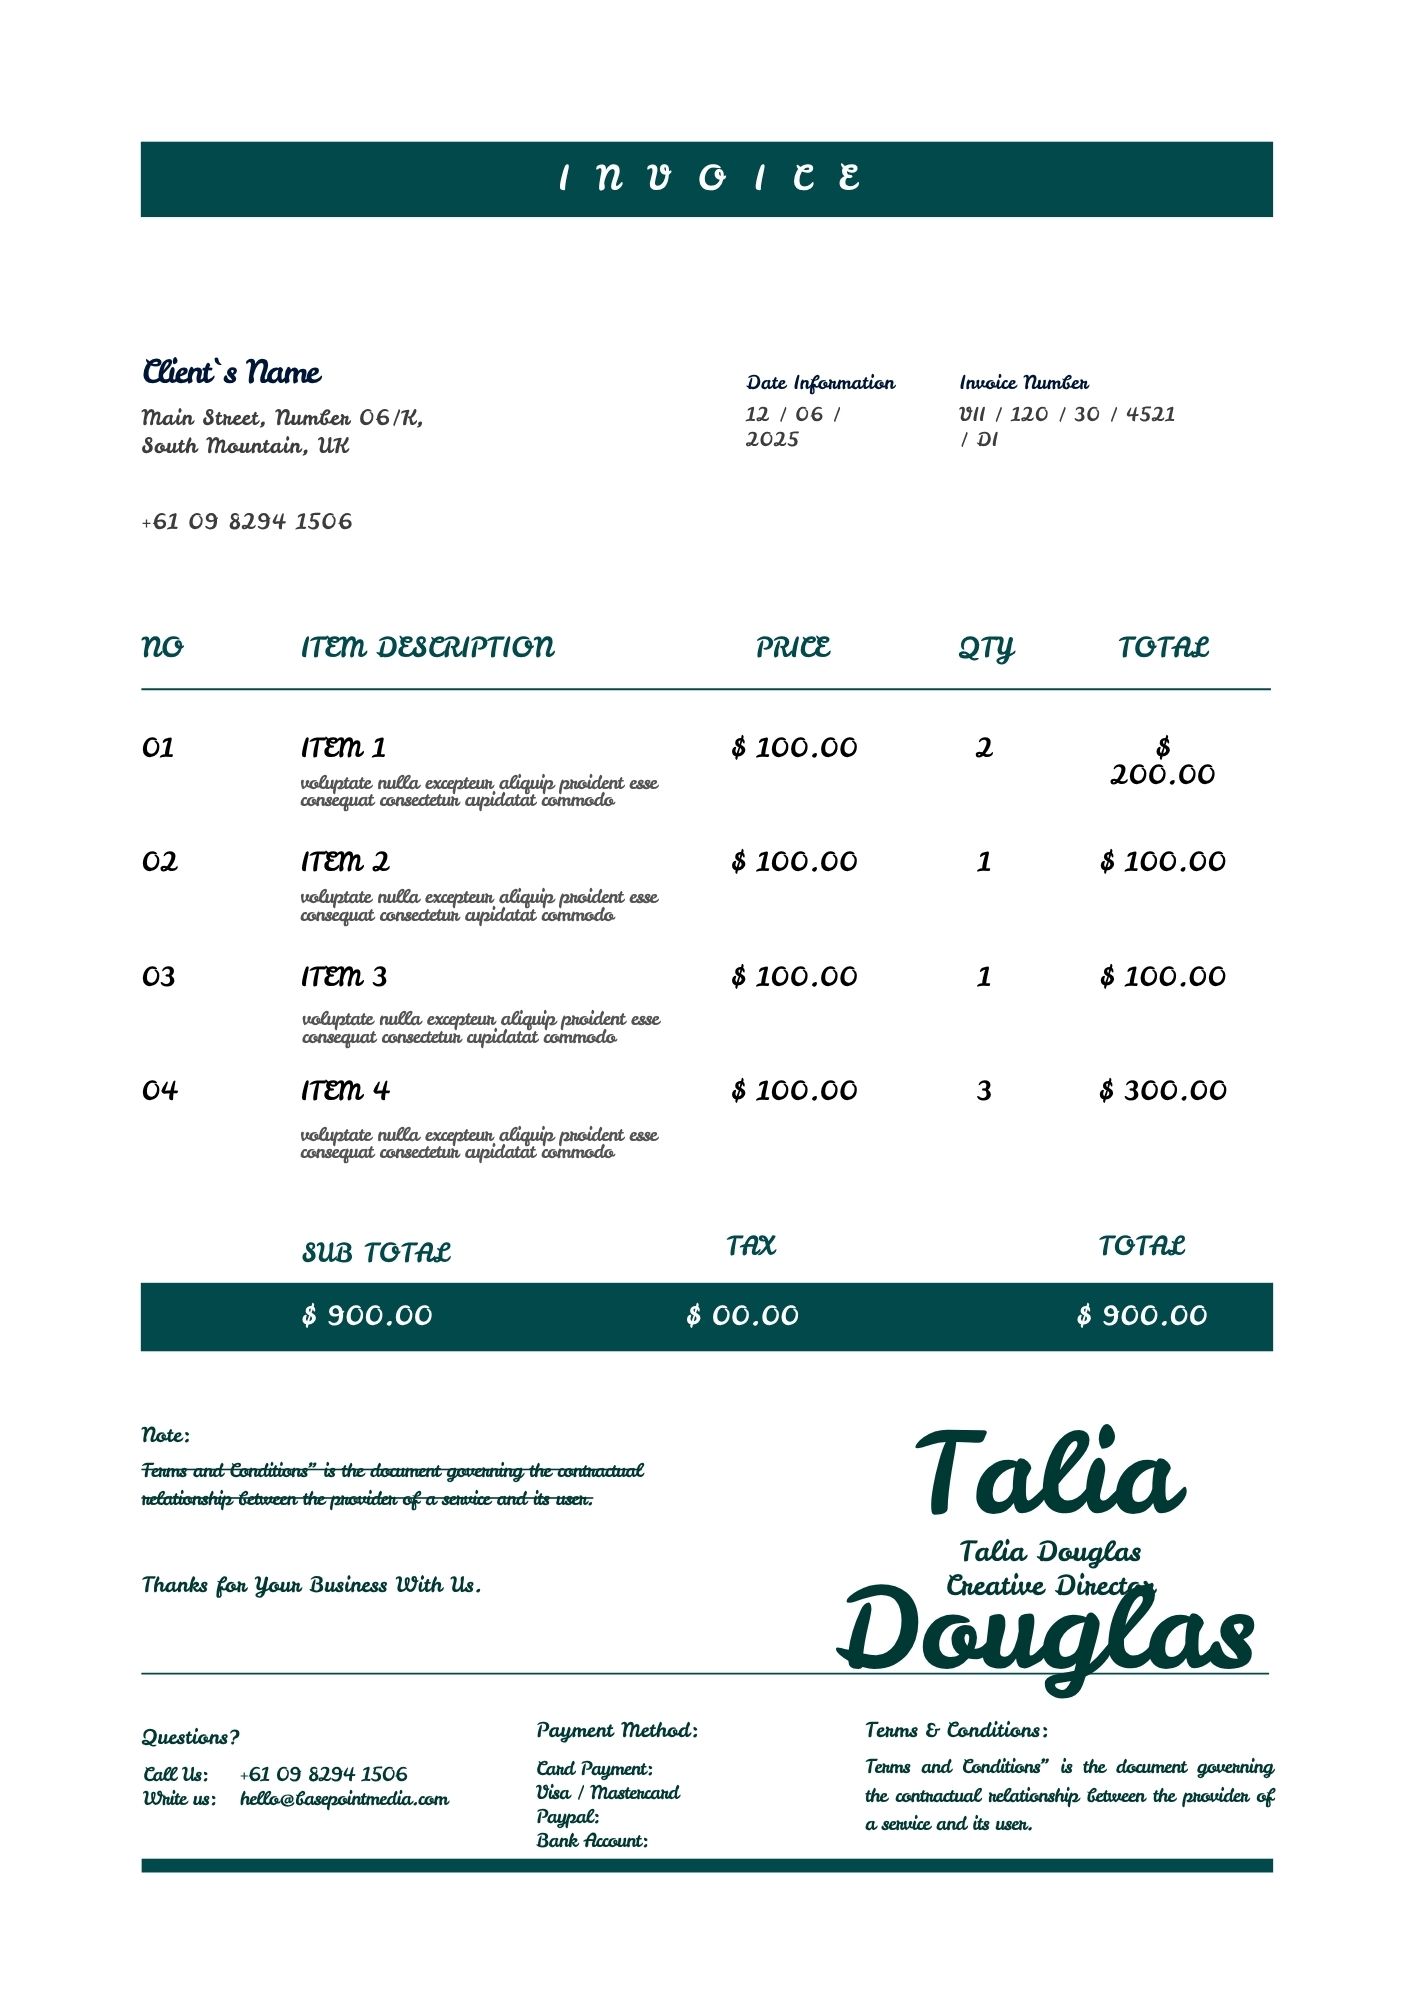 INVOICE
Client`s Name
Main Street, Number 06/K,
South Mountain, UK
+61 09 8294 1506
Date Information
12 / 06 /
2025
Invoice Number
VII / 120 / 30 / 4521
/ DI
NO ITEM DESCRIPTION PRICE QTY TOTAL
01 ITEM 1 $ 100.00 2 $
200.00
voluptate nulla excepteur aliquip proident esse
consequat consectetur cupidatat commodo
02 ITEM 2 $ 100.00 1 $ 100.00
voluptate nulla excepteur aliquip proident esse
consequat consectetur cupidatat commodo
03 ITEM 3 $ 100.00 1 $ 100.00
voluptate nulla excepteur aliquip proident esse
consequat consectetur cupidatat commodo
04 ITEM 4 $ 100.00 3 $ 300.00
voluptate nulla excepteur aliquip proident esse
consequat consectetur cupidatat commodo
SUB TOTAL TAX TOTAL
$ 900.00 $ 00.00 $ 900.00
Note:
Terms and Conditions” is the document governing the contractual
relationship between the provider of a service and its user.
Thanks for Your Business With Us.
Talia
Douglas
Talia Douglas
Creative Director
Questions?
Call Us: +61 09 8294 1506
Write us: hello@basepointmedia.com
Payment Method:
Card Payment:
Visa / Mastercard
Paypal:
Bank Account:
Terms & Conditions:
Terms and Conditions” is the document governing
the contractual relationship between the provider of
a service and its user.